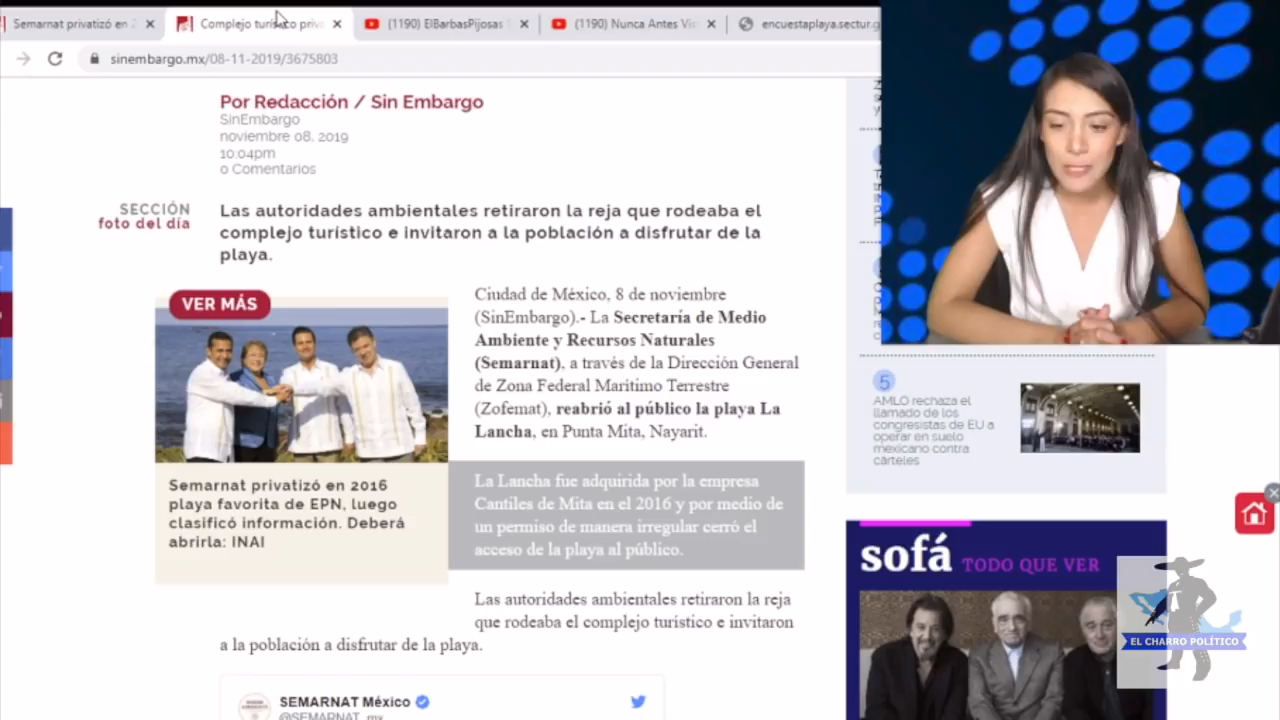 Semarnat privatizó en 2
Complejo turístico priva
(1190) ElBarbasPijosas
(1190) Nunca Antes Vis
encuestaplaya.sectur.g
sinembargo.mx/08-11-2019/3675803
Por Redacción / Sin Embargo
SinEmbargo
noviembre 08, 2019
10:04pm
0 Comentarios
SECCIÓN
foto del día
Las autoridades ambientales retiraron la reja que rodeaba el
complejo turístico e invitaron a la población a disfrutar de la
playa.
VER MÁS
Semarnat privatizó en 2016
playa favorita de EPN, luego
clasificó información. Deberá
abrirla: INAI
Ciudad de México, 8 de noviembre
(SinEmbargo).- La Secretaría de Medio
Ambiente y Recursos Naturales
(Semarnat), a través de la Dirección General
de Zona Federal Marítimo Terrestre
(Zofemat), reabrió al público la playa La
Lancha, en Punta Mita, Nayarit.
La Lancha fue adquirida por la empresa
Cantiles de Mita en el 2016 y por medio de
un permiso de manera irregular cerró el
acceso de la playa al público.
Las autoridades ambientales retiraron la reja
que rodeaba el complejo turístico e invitaron
a la población a disfrutar de la playa.
SEMARNAT México
@SEMARNAT_mx
5
AMLO rechaza el
llamado de los
congresistas de EU a
operar en suelo
mexicano contra
cárteles
sofá TODO QUE VER
EL CHARRO POLÍTICO